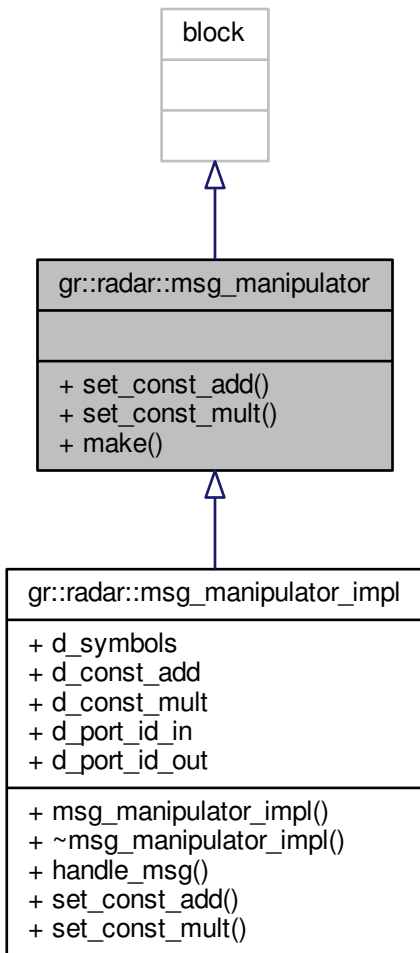 block
gr::radar::msg_manipulator
+ set_const_add()
+ set_const_mult()
+ make()
gr::radar::msg_manipulator_impl
+ d_symbols
+ d_const_add
+ d_const_mult
+ d_port_id_in
+ d_port_id_out
+ msg_manipulator_impl()
+ ~msg_manipulator_impl()
+ handle_msg()
+ set_const_add()
+ set_const_mult()